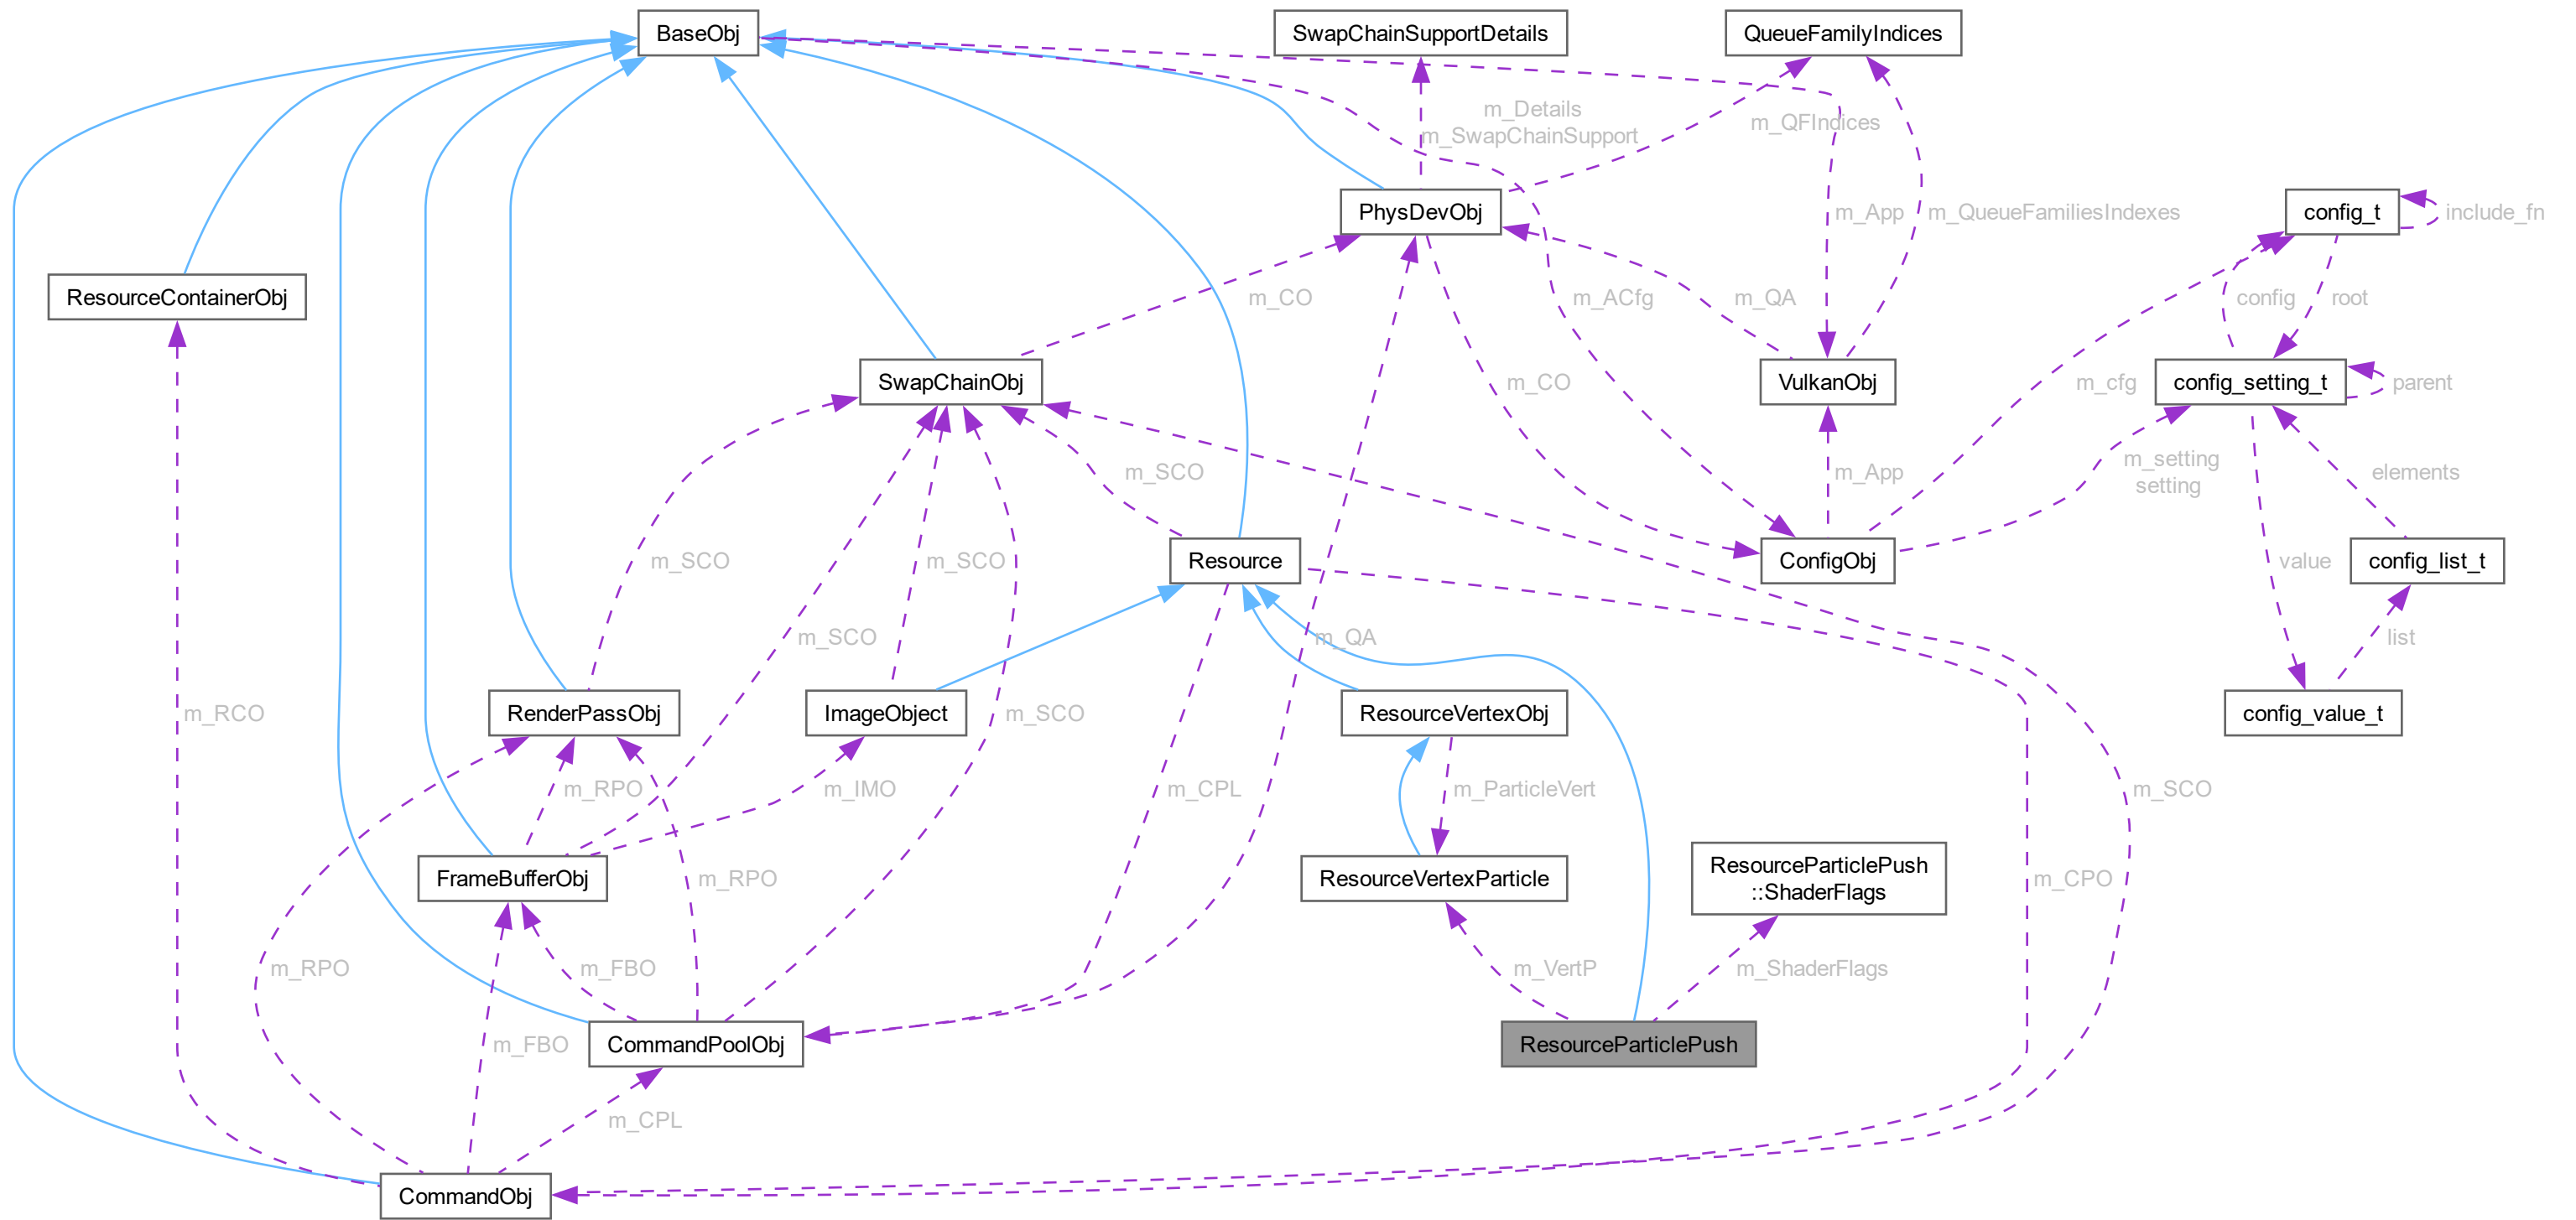 BaseObj
SwapChainSupportDetails
QueueFamilyIndices
m_Details
m_SwapChainSupport
m_QFIndices
PhysDevObj
m_App
m_QueueFamiliesIndexes
config_t
include_fn
ResourceContainerObj
m_CO
m_ACfg
m_QA
config
root
SwapChainObj
m_CO
VulkanObj
m_cfg
config_setting_t
parent
m_SCO
m_App
m_setting
setting
elements
m_SCO
m_SCO
Resource
ConfigObj
value
config_list_t
m_SCO
m_QA
list
m_RCO
RenderPassObj
ImageObject
m_SCO
ResourceVertexObj
config_value_t
m_RPO
m_IMO
m_CPL
m_ParticleVert
m_SCO
FrameBufferObj
m_RPO
ResourceVertexParticle
ResourceParticlePush
::ShaderFlags
m_CPO
m_RPO
m_FBO
m_VertP
m_ShaderFlags
m_FBO
CommandPoolObj
ResourceParticlePush
m_CPL
CommandObj